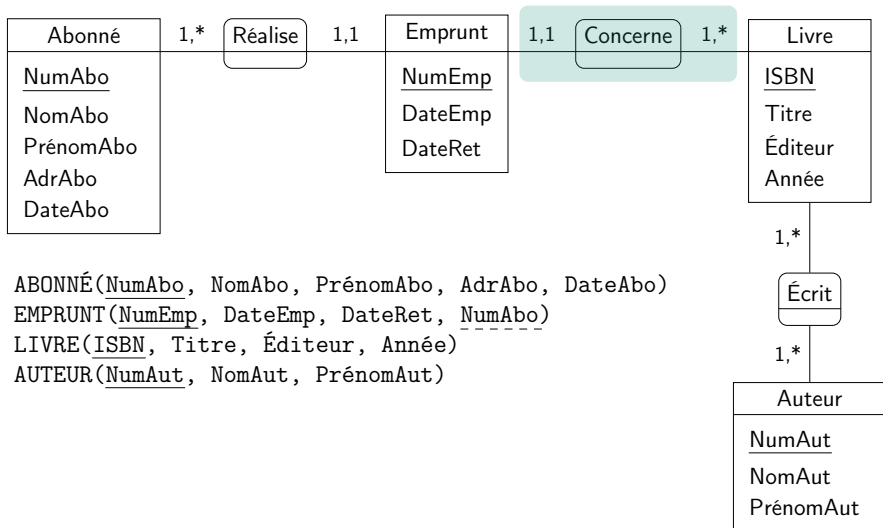 Abonné
NumAbo
NomAbo
PrénomAbo
AdrAbo
DateAbo
1,*
Réalise
1,1
Emprunt
NumEmp
DateEmp
DateRet
1,1
Concerne
1,*
Livre
ISBN
Titre
Éditeur
Année
1,*
Écrit
1,*
Auteur
NumAut
NomAut
PrénomAut
ABONNÉ(NumAbo, NomAbo, PrénomAbo, AdrAbo, DateAbo)
EMPRUNT(NumEmp, DateEmp, DateRet, NumAbo)
LIVRE(ISBN, Titre, Éditeur, Année)
AUTEUR(NumAut, NomAut, PrénomAut)